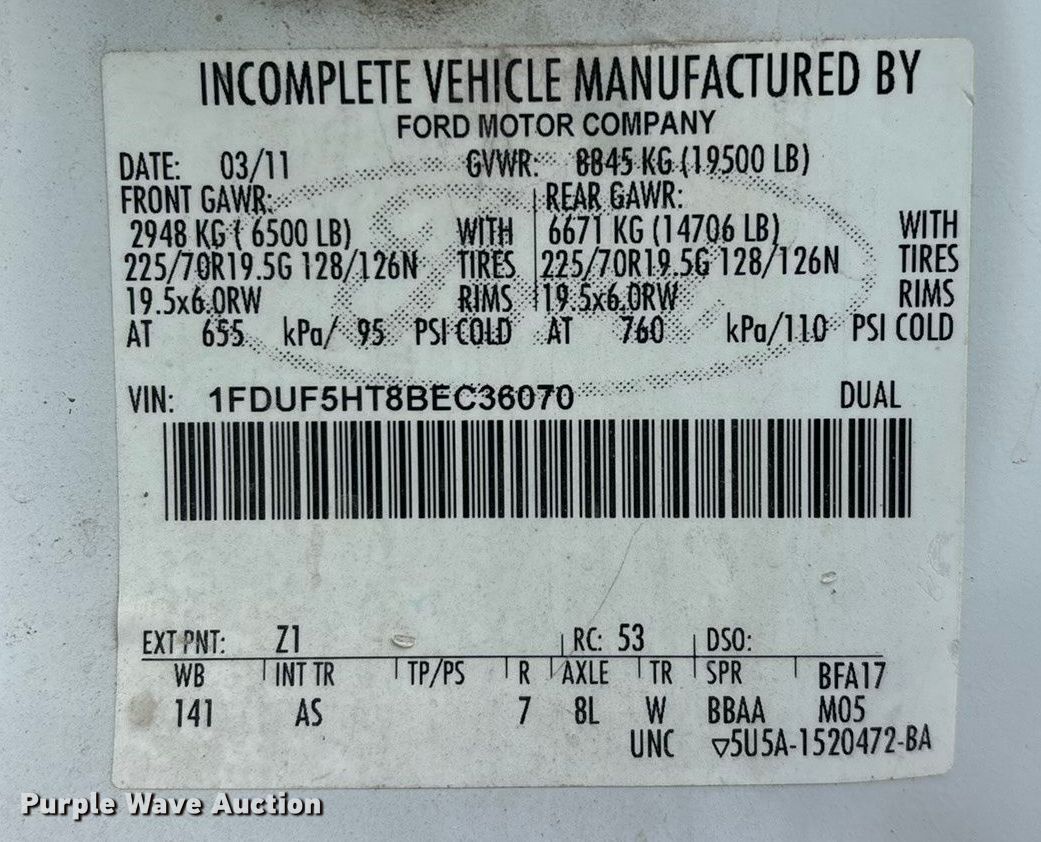 INCOMPLETE VEHICLE MANUFACTURED BY
FORD MOTOR COMPANY
DATE: 03/11 GVWR: 8845 KG (19500 LB)
FRONT GAWR: REAR GAWR:
2948 KG ( 6500 LB) WITH 6671 KG (14706 LB) WITH
225/70R19.5G 128/126N TIRES 225/70R19.5G 128/126N TIRES
19.5x6.0RW RIMS 19.5x6.0RW RIMS
AT 655 kPa/ 95 PSI COLD AT 760 kPa/110 PSI COLD
VIN: 1FDUF5HT8BEC36070 DUAL
EXT PNT: Z1 RC: 53 DSO:
WB INT TR TP/PS R AXLE TR SPR BFA17
141 AS 7 8L W BBAA M05
UNC ▽5U5A-1520472-BA
Purple Wave Auction